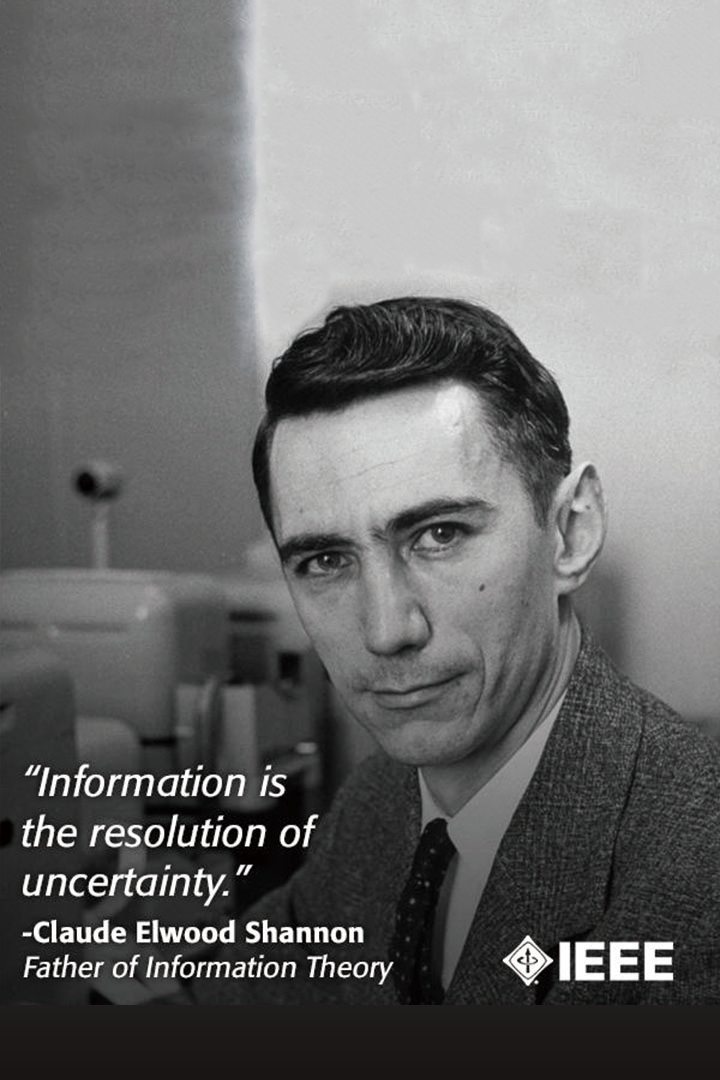 “Information is
the resolution of
uncertainty.”
-Claude Elwood Shannon
Father of Information Theory
IEEE